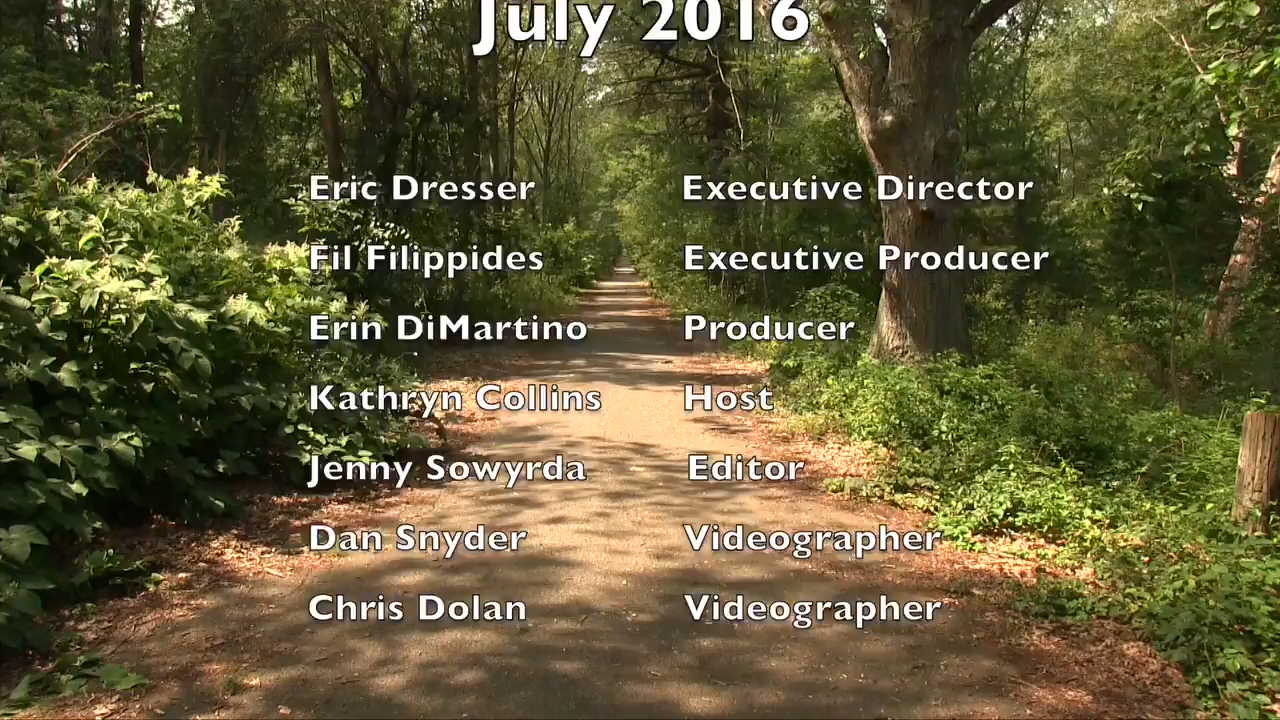 July 2016
Eric Dresser Executive Director
Fil Filippides Executive Producer
Erin DiMartino Producer
Kathryn Collins Host
Jenny Sowyrda Editor
Dan Snyder Videographer
Chris Dolan Videographer